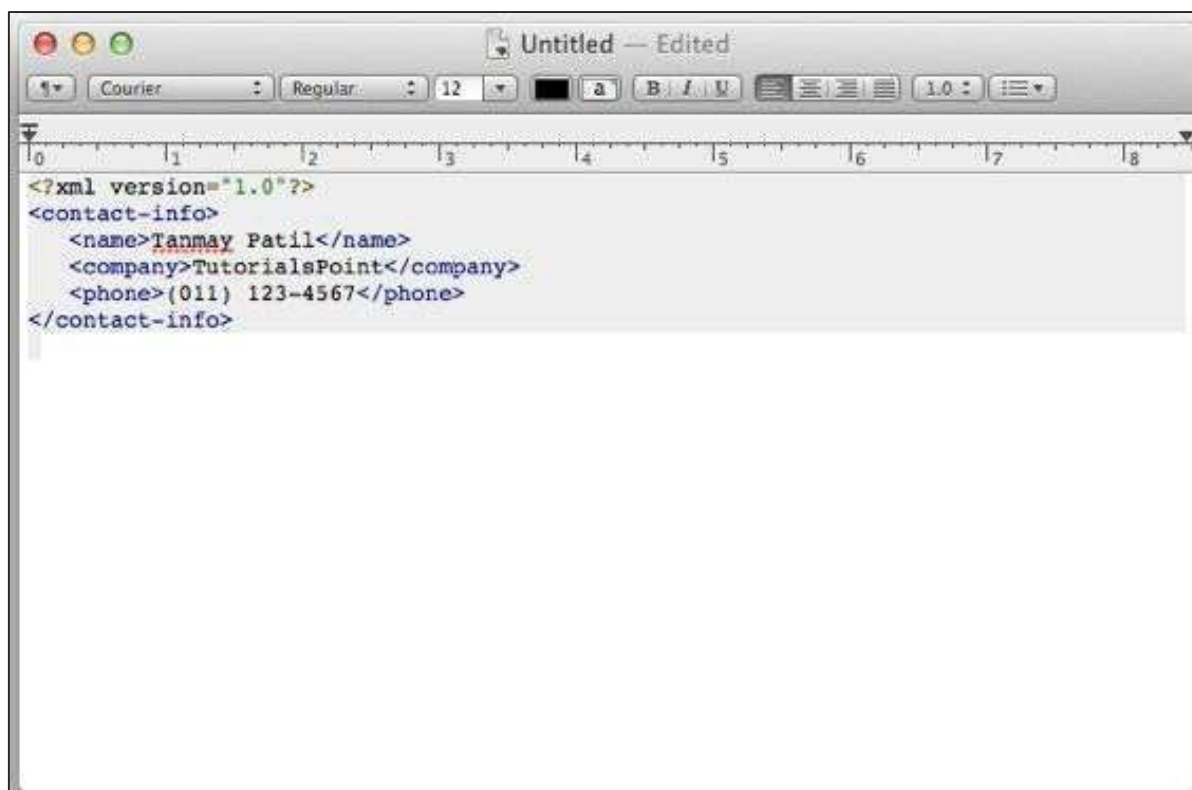 Untitled — Edited
¶ Courier Regular 12 a B I U 1.0
0 1 2 3 4 5 6 7 8
<?xml version="1.0"?>
<contact-info>
   <name>Tanmay Patil</name>
   <company>TutorialsPoint</company>
   <phone>(011) 123-4567</phone>
</contact-info>